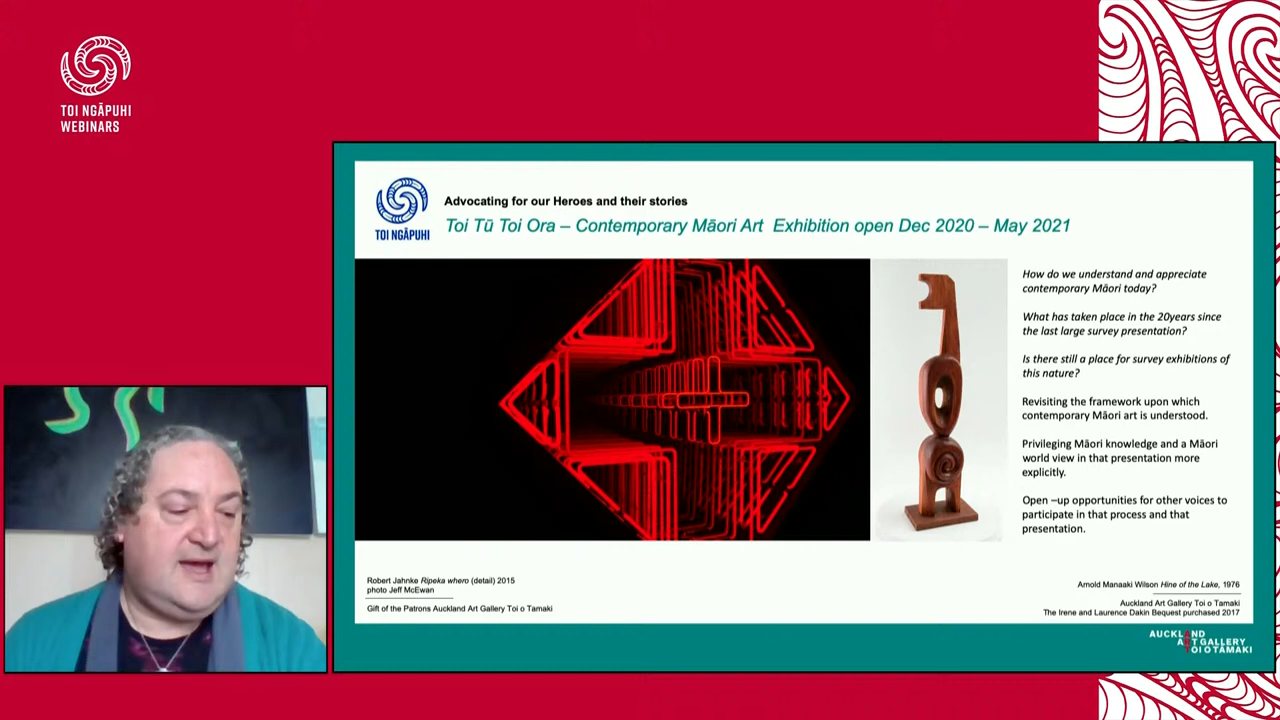 TOI NGĀPUHI
WEBINARS
TOI NGĀPUHI
Advocating for our Heroes and their stories
Toi Tū Toi Ora – Contemporary Māori Art Exhibition open Dec 2020 – May 2021
How do we understand and appreciate
contemporary Māori today?
What has taken place in the 20years since
the last large survey presentation?
Is there still a place for survey exhibitions of
this nature?
Revisiting the framework upon which
contemporary Māori art is understood.
Privileging Māori knowledge and a Māori
world view in that presentation more
explicitly.
Open –up opportunities for other voices to
participate in that process and that
presentation.
Robert Jahnke Ripeka whero (detail) 2015
photo Jeff McEwan
Gift of the Patrons Auckland Art Gallery Toi o Tamaki
Arnold Manaaki Wilson Hine of the Lake, 1976
Auckland Art Gallery Toi o Tamaki
The Irene and Laurence Dakin Bequest purchased 2017
AUCKLAND
ART GALLERY
TOI O TĀMAKI